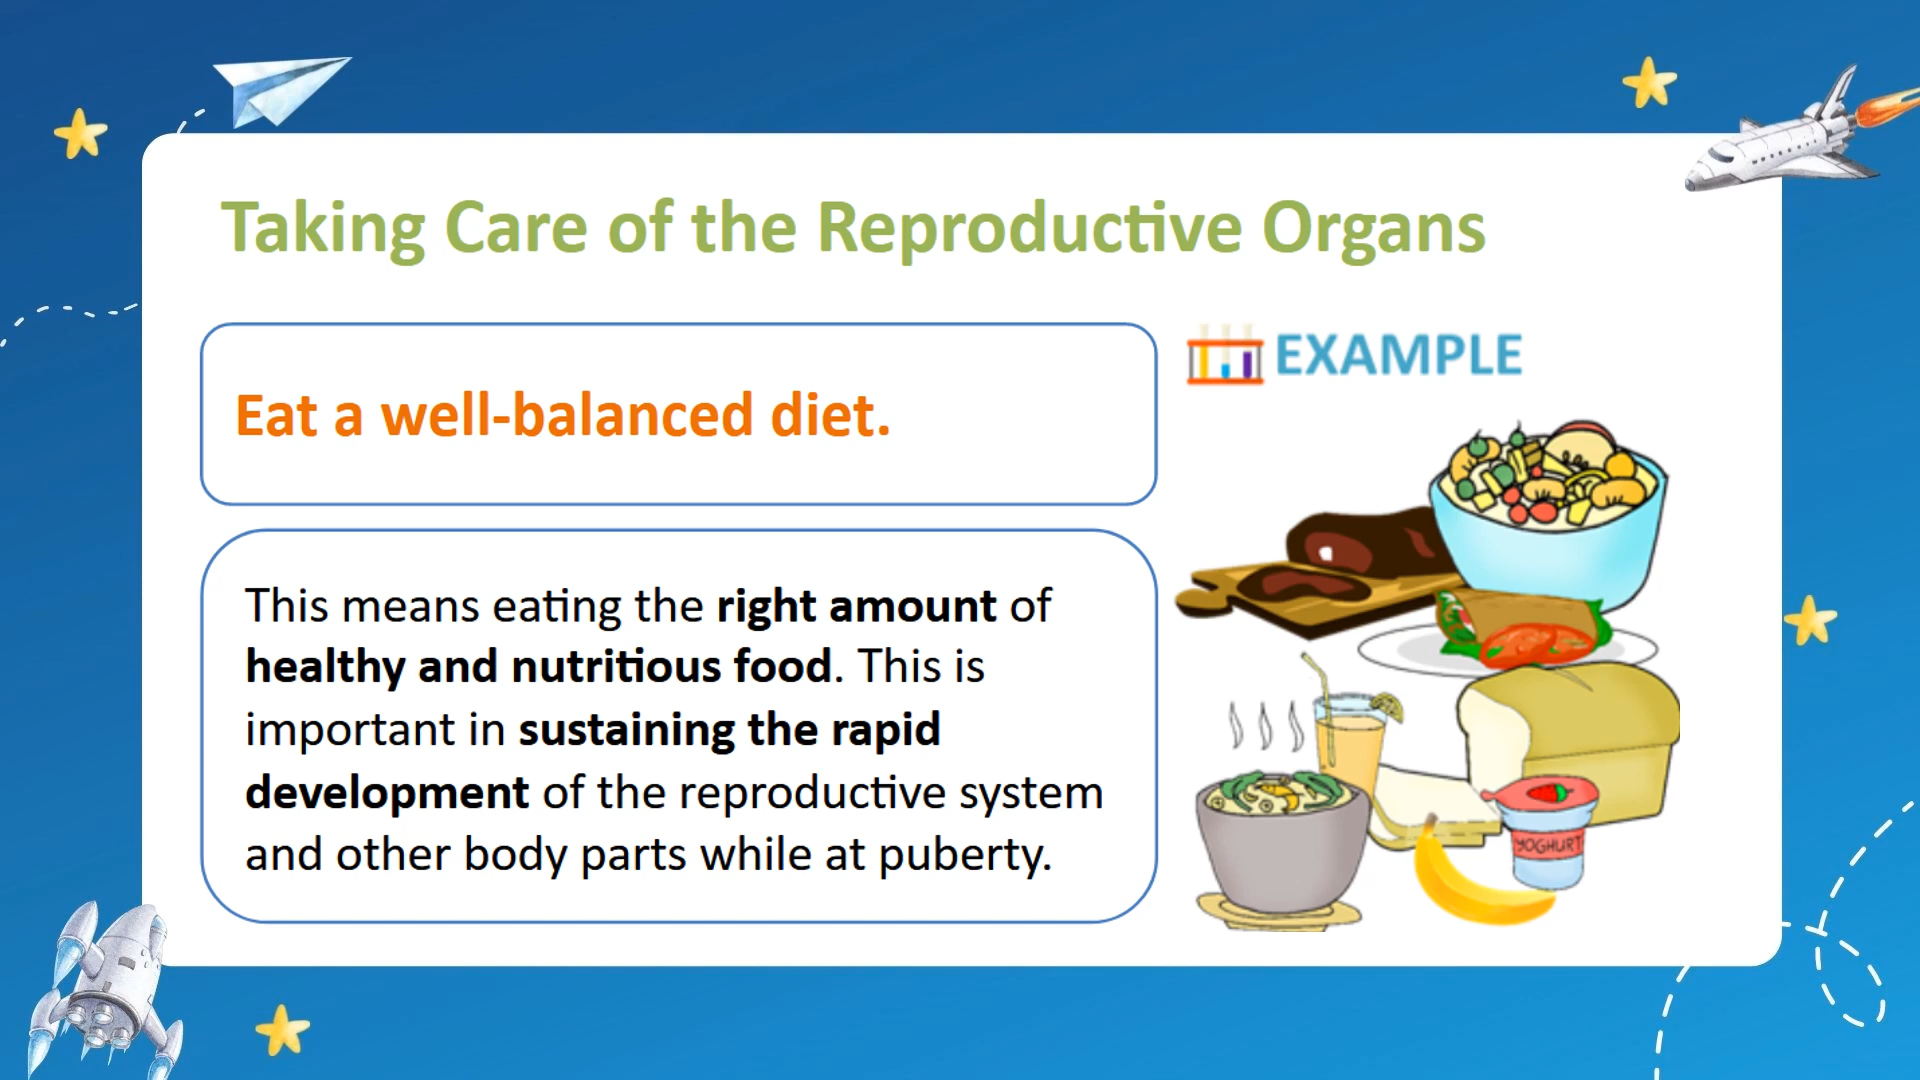 Taking Care of the Reproductive Organs
Eat a well-balanced diet.
This means eating the right amount of
healthy and nutritious food. This is
important in sustaining the rapid
development of the reproductive system
and other body parts while at puberty.
EXAMPLE
YOGHURT